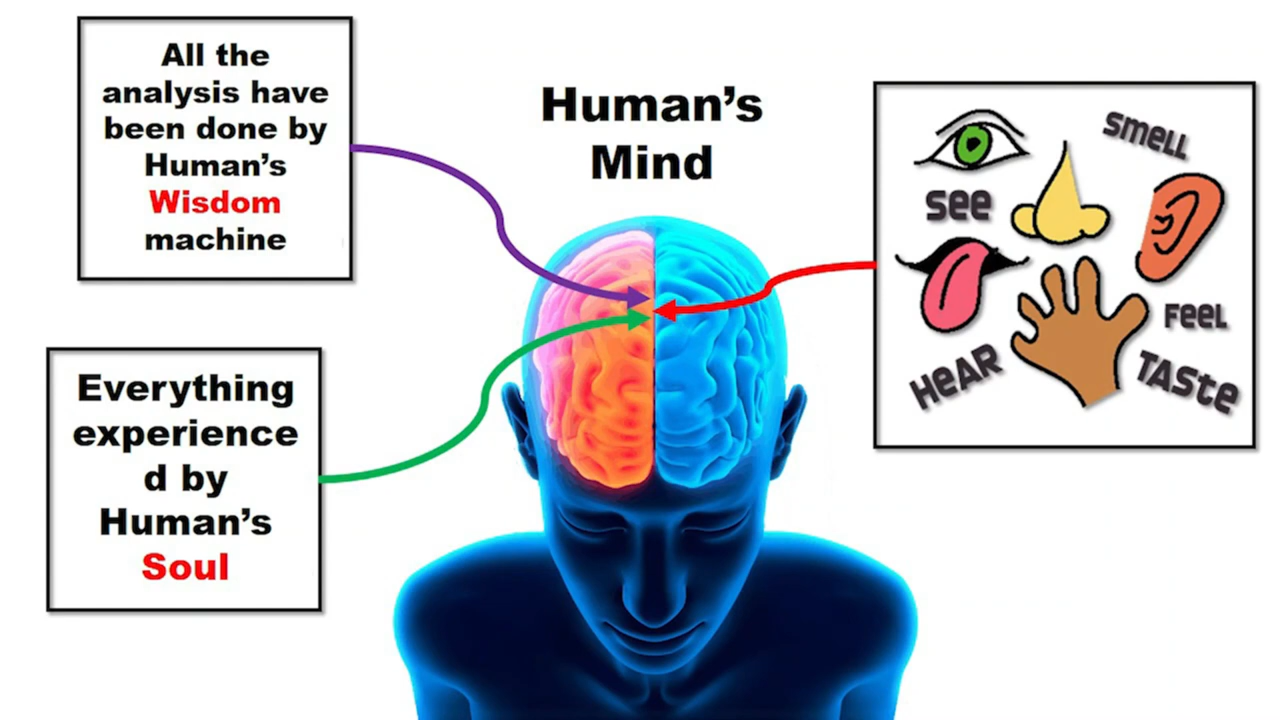 All the
analysis have
been done by
Human's
Wisdom
machine
Human's
Mind
Everything
experience
d by
Human's
Soul
smell
see
Feel
Hear
Taste